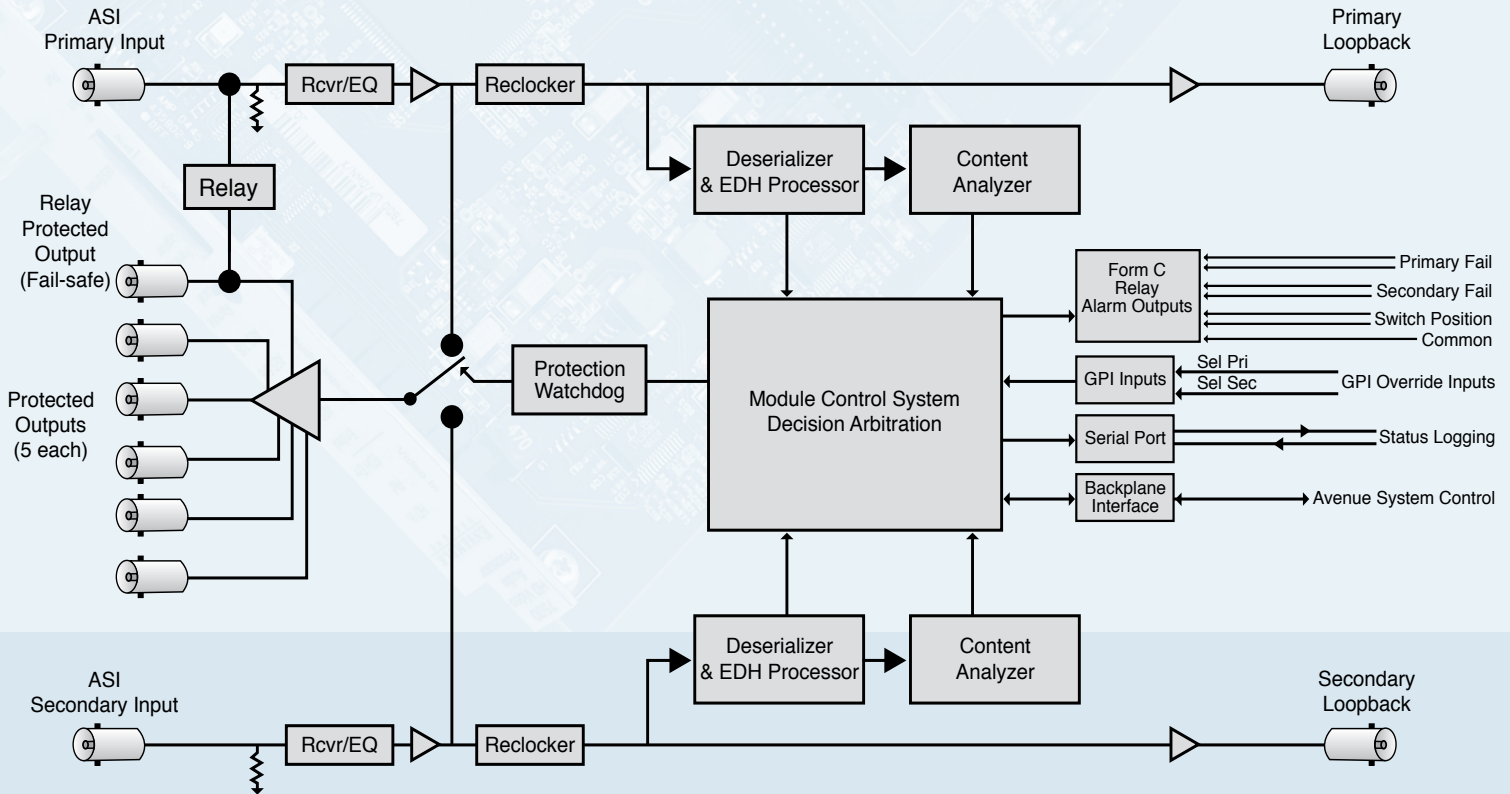 ASI
Primary Input
Rcvr/EQ
Reclocker
Primary
Loopback
Deserializer
& EDH Processor
Content
Analyzer
Relay
Relay
Protected
Output
(Fail-safe)
Protected
Outputs
(5 each)
Protection
Watchdog
Module Control System
Decision Arbitration
Form C
Relay
Alarm Outputs
Primary Fail
Secondary Fail
Switch Position
Common
GPI Inputs
Sel Pri
Sel Sec
GPI Override Inputs
Serial Port
Status Logging
Backplane
Interface
Avenue System Control
Deserializer
& EDH Processor
Content
Analyzer
ASI
Secondary Input
Rcvr/EQ
Reclocker
Secondary
Loopback